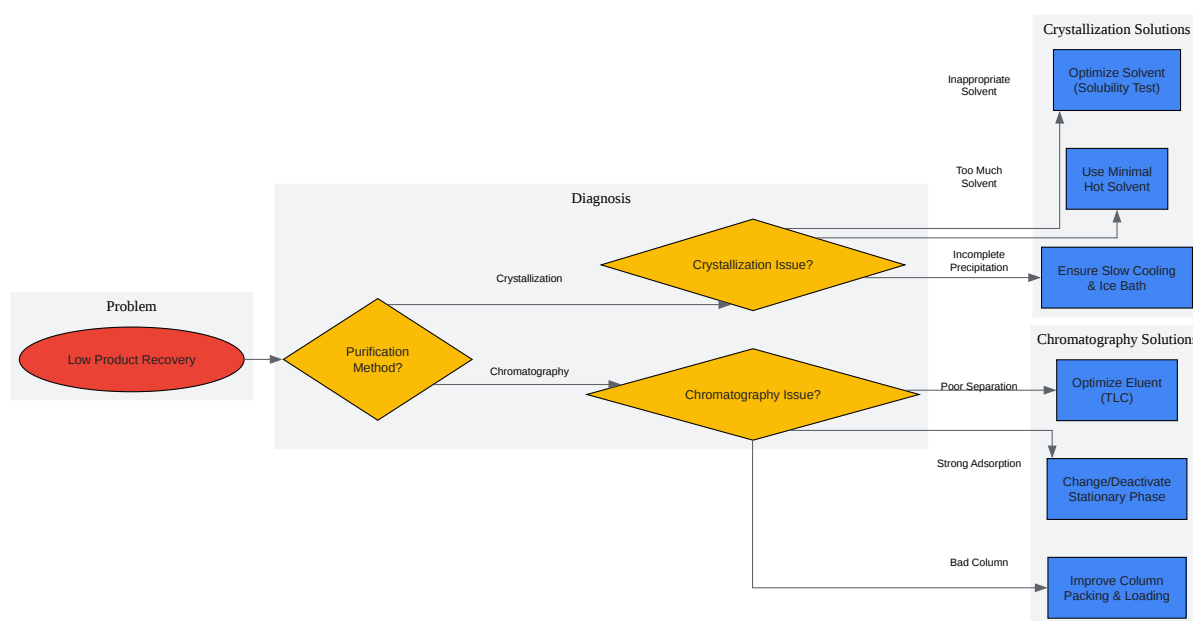 Problem
Low Product Recovery
Diagnosis
Purification
Method?
Crystallization
Chromatography
Crystallization Issue?
Chromatography Issue?
Inappropriate
Solvent
Too Much
Solvent
Incomplete
Precipitation
Poor Separation
Strong Adsorption
Bad Column
Crystallization Solutions
Optimize Solvent
(Solubility Test)
Use Minimal
Hot Solvent
Ensure Slow Cooling
& Ice Bath
Chromatography Solutions
Optimize Eluent
(TLC)
Change/Deactivate
Stationary Phase
Improve Column
Packing & Loading